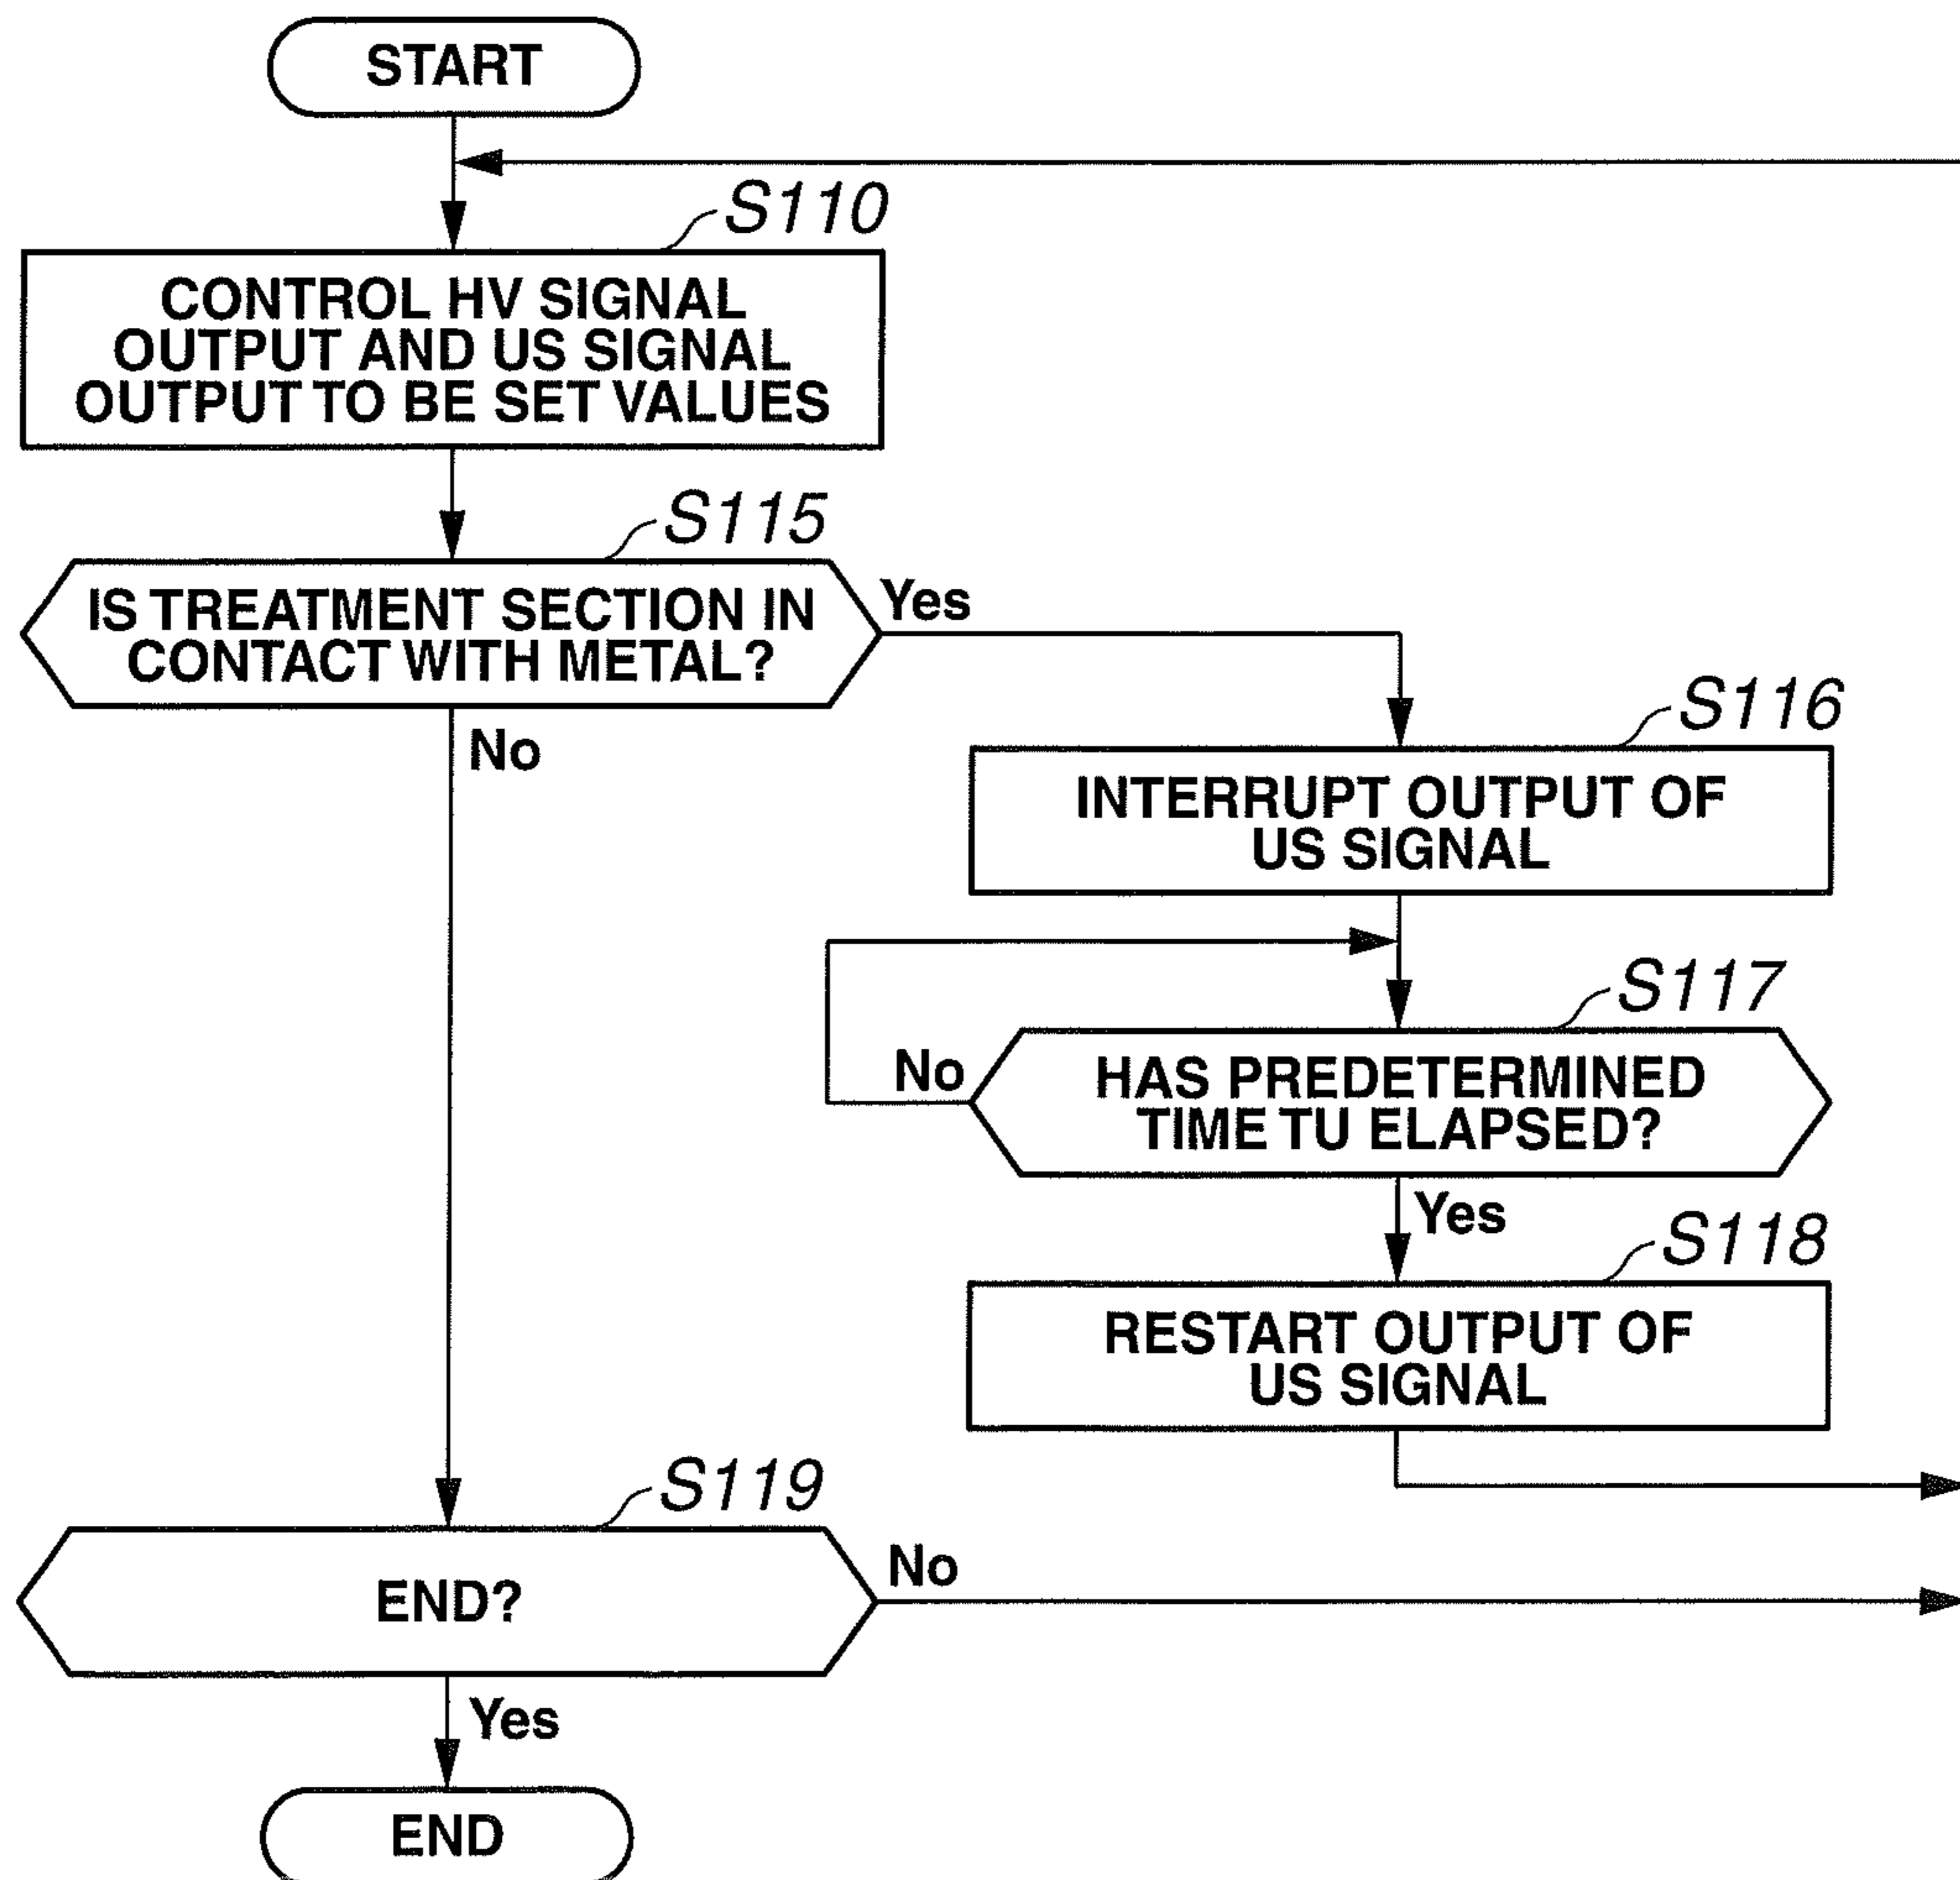 START
S110
CONTROL HV SIGNAL
OUTPUT AND US SIGNAL
OUTPUT TO BE SET VALUES
S115
IS TREATMENT SECTION IN
CONTACT WITH METAL?
Yes
No
S116
INTERRUPT OUTPUT OF
US SIGNAL
S117
No
HAS PREDETERMINED
TIME TU ELAPSED?
Yes
S118
RESTART OUTPUT OF
US SIGNAL
S119
END?
No
Yes
END